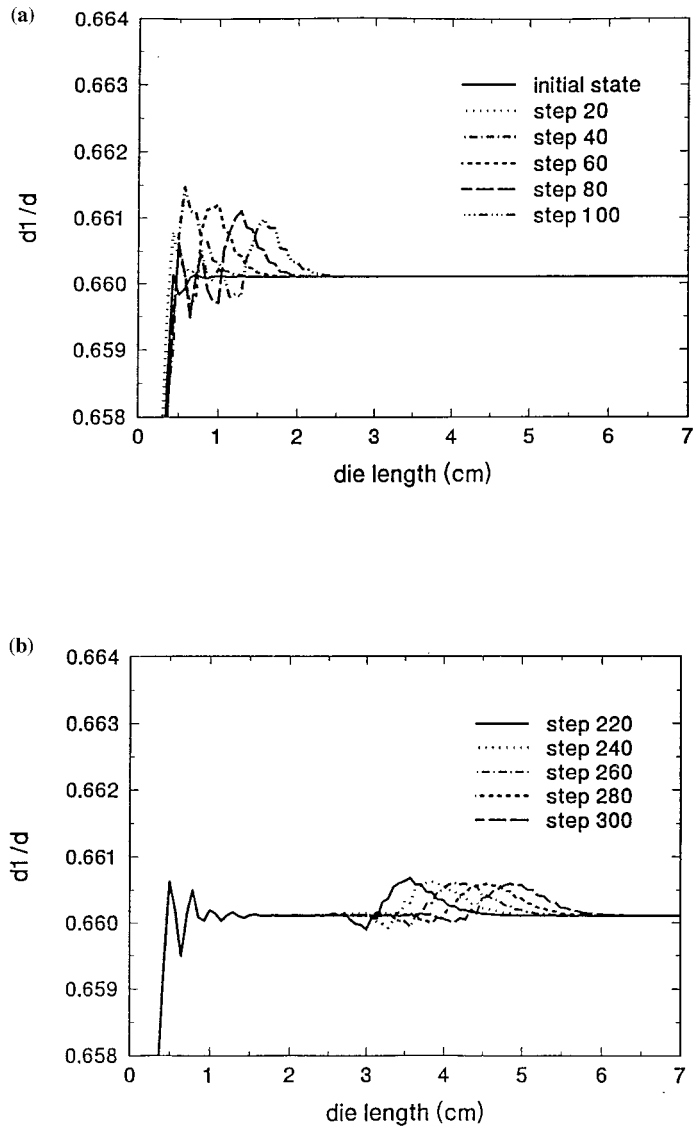 (a)
0.664
0.663
0.662
0.661
0.660
0.659
0.658
d1/d
initial state
step 20
step 40
step 60
step 80
step 100
0 1 2 3 4 5 6 7
die length (cm)
(b)
0.664
0.663
0.662
0.661
0.660
0.659
0.658
d1/d
step 220
step 240
step 260
step 280
step 300
0 1 2 3 4 5 6 7
die length (cm)